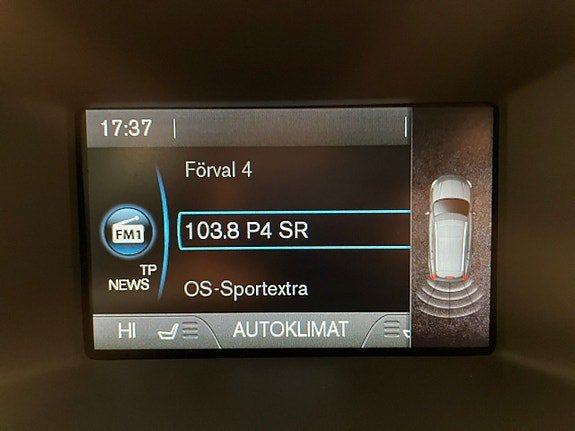 17:37
Förval 4
FM1
103.8 P4 SR
TP
NEWS
OS-Sportextra
HI
AUTOKLIMAT